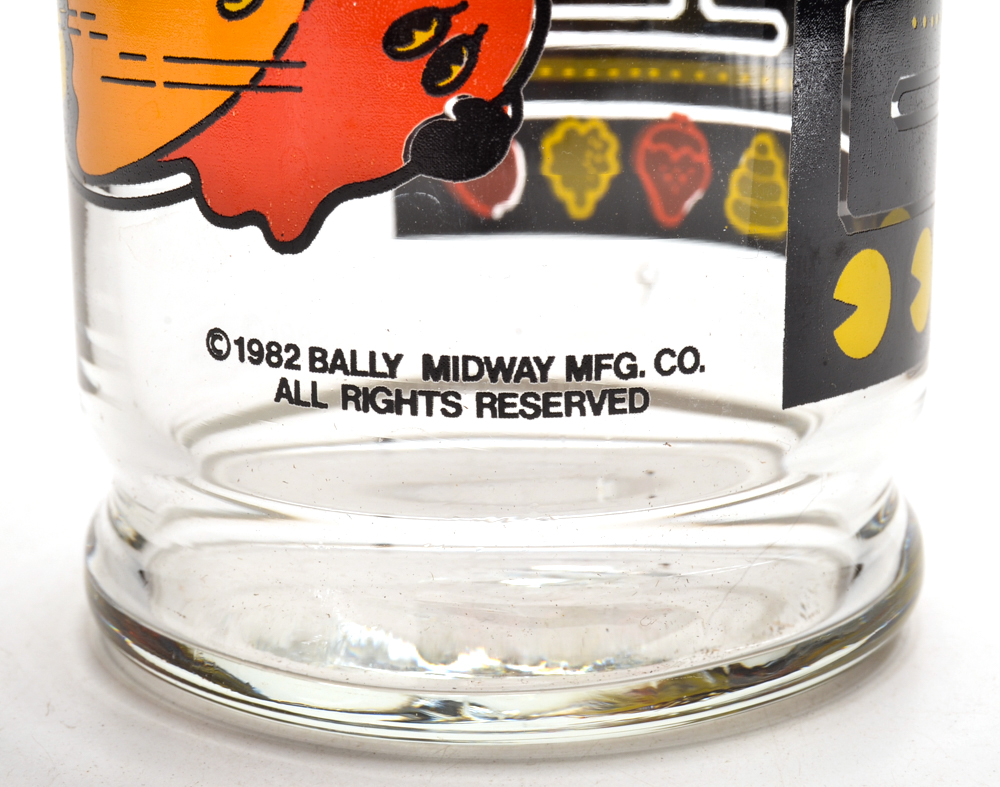 ©1982 BALLY MIDWAY MFG. CO.
ALL RIGHTS RESERVED